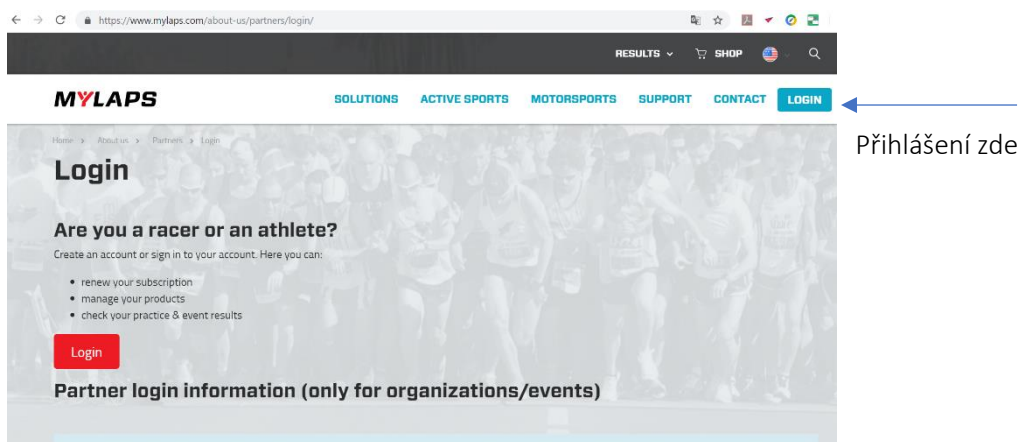 https://www.mylaps.com/about-us/partners/login/
RESULTS SHOP
MYLAPS SOLUTIONS ACTIVE SPORTS MOTORSPORTS SUPPORT CONTACT LOGIN
Přihlášení zde
Home > About us > Partners > Login
Login
Are you a racer or an athlete?
Create an account or sign in to your account. Here you can:
• renew your subscription
• manage your products
• check your practice & event results
Login
Partner login information (only for organizations/events)